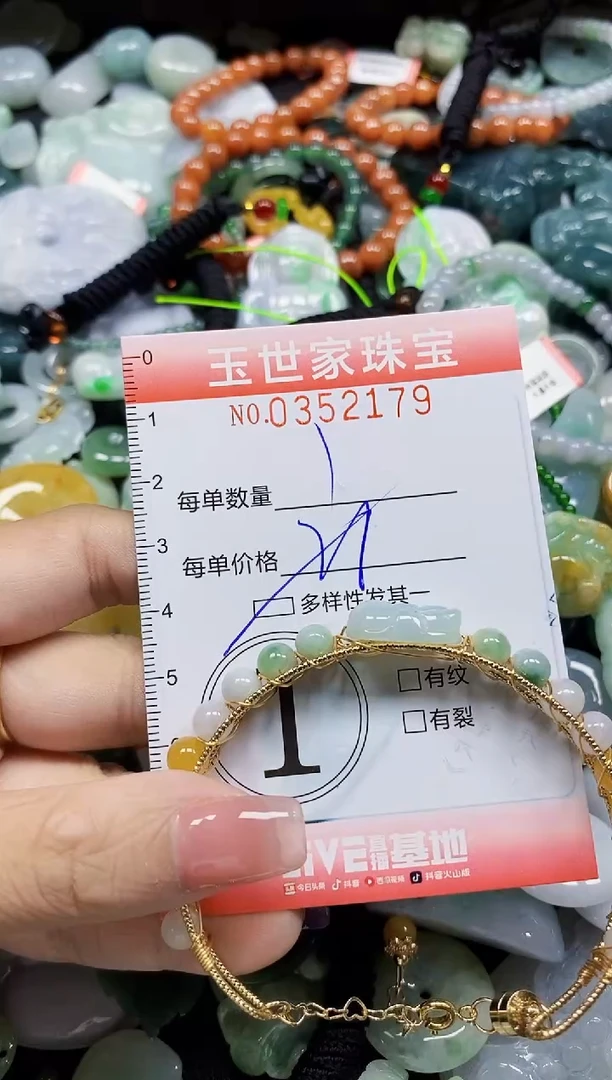 玉世家珠宝
NO.0352179
每单数量
每单价格
多样性发其一
有纹
有裂
1
LIVE直播基地
今日头条 抖音 西瓜视频 抖音火山版
0
1
2
3
4
5